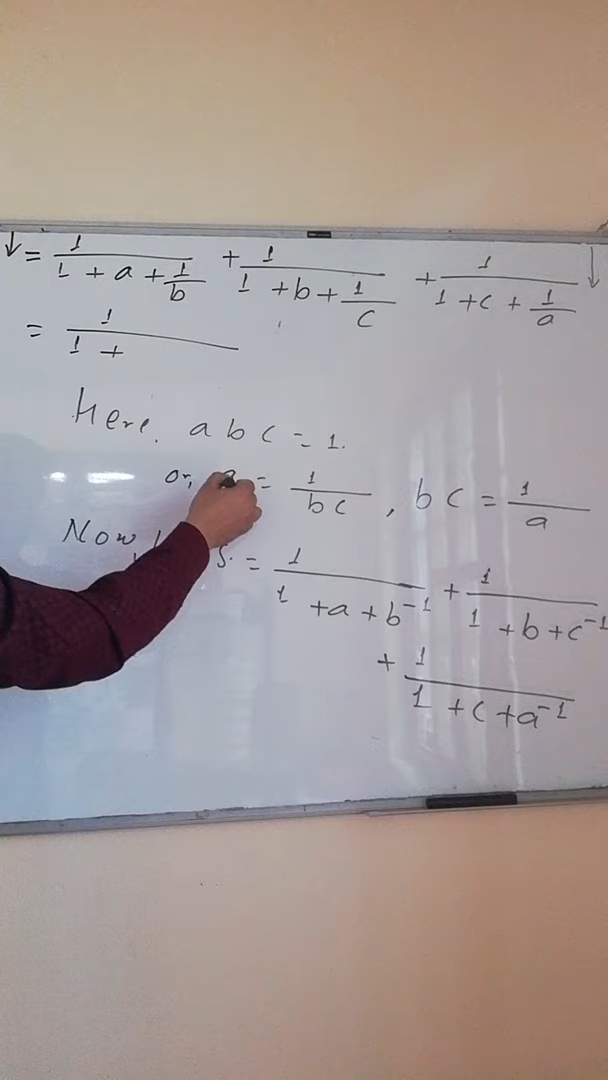 ↓ = 1/(1 + a + 1/b) + 1/(1 + b + 1/c) + 1/(1 + c + 1/a) ↓
= 1/(1 +
Here, abc = 1.
or, = 1/bc , bc = 1/a
Now, S. = 1/(1 + a + b⁻¹) + 1/(1 + b + c⁻¹)
+ 1/(1 + c + a⁻¹)